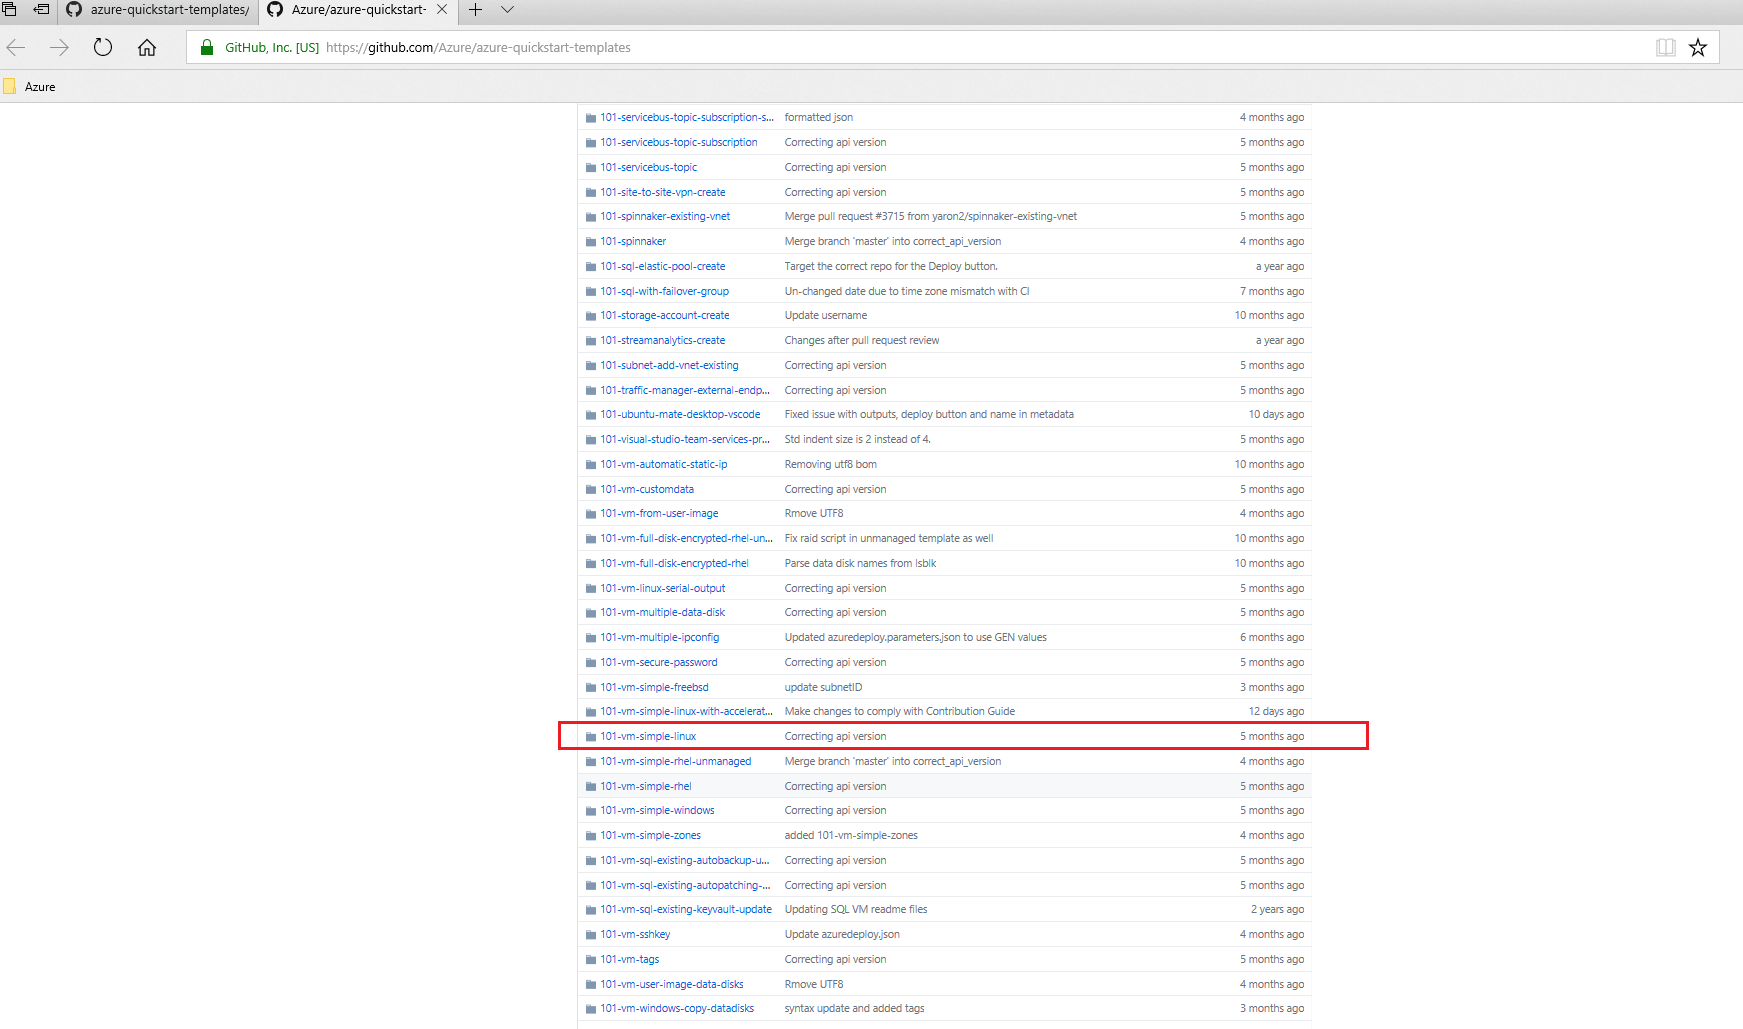 azure-quickstart-templates/ Azure/azure-quickstart-
GitHub, Inc. [US] https://github.com/Azure/azure-quickstart-templates
Azure
101-servicebus-topic-subscription-s... formatted json 4 months ago
101-servicebus-topic-subscription Correcting api version 5 months ago
101-servicebus-topic Correcting api version 5 months ago
101-site-to-site-vpn-create Correcting api version 5 months ago
101-spinnaker-existing-vnet Merge pull request #3715 from yaron2/spinnaker-existing-vnet 5 months ago
101-spinnaker Merge branch 'master' into correct_api_version 4 months ago
101-sql-elastic-pool-create Target the correct repo for the Deploy button. a year ago
101-sql-with-failover-group Un-changed date due to time zone mismatch with CI 7 months ago
101-storage-account-create Update username 10 months ago
101-streamanalytics-create Changes after pull request review a year ago
101-subnet-add-vnet-existing Correcting api version 5 months ago
101-traffic-manager-external-endp... Correcting api version 5 months ago
101-ubuntu-mate-desktop-vscode Fixed issue with outputs, deploy button and name in metadata 10 days ago
101-visual-studio-team-services-pr... Std indent size is 2 instead of 4. 5 months ago
101-vm-automatic-static-ip Removing utf8 bom 10 months ago
101-vm-customdata Correcting api version 5 months ago
101-vm-from-user-image Rmove UTF8 4 months ago
101-vm-full-disk-encrypted-rhel-un... Fix raid script in unmanaged template as well 10 months ago
101-vm-full-disk-encrypted-rhel Parse data disk names from lsblk 10 months ago
101-vm-linux-serial-output Correcting api version 5 months ago
101-vm-multiple-data-disk Correcting api version 5 months ago
101-vm-multiple-ipconfig Updated azuredeploy.parameters.json to use GEN values 6 months ago
101-vm-secure-password Correcting api version 5 months ago
101-vm-simple-freebsd update subnetID 3 months ago
101-vm-simple-linux-with-accelerat... Make changes to comply with Contribution Guide 12 days ago
101-vm-simple-linux Correcting api version 5 months ago
101-vm-simple-rhel-unmanaged Merge branch 'master' into correct_api_version 4 months ago
101-vm-simple-rhel Correcting api version 5 months ago
101-vm-simple-windows Correcting api version 5 months ago
101-vm-simple-zones added 101-vm-simple-zones 4 months ago
101-vm-sql-existing-autobackup-u... Correcting api version 5 months ago
101-vm-sql-existing-autopatching-... Correcting api version 5 months ago
101-vm-sql-existing-keyvault-update Updating SQL VM readme files 2 years ago
101-vm-sshkey Update azuredeploy.json 4 months ago
101-vm-tags Correcting api version 5 months ago
101-vm-user-image-data-disks Rmove UTF8 4 months ago
101-vm-windows-copy-datadisks syntax update and added tags 3 months ago